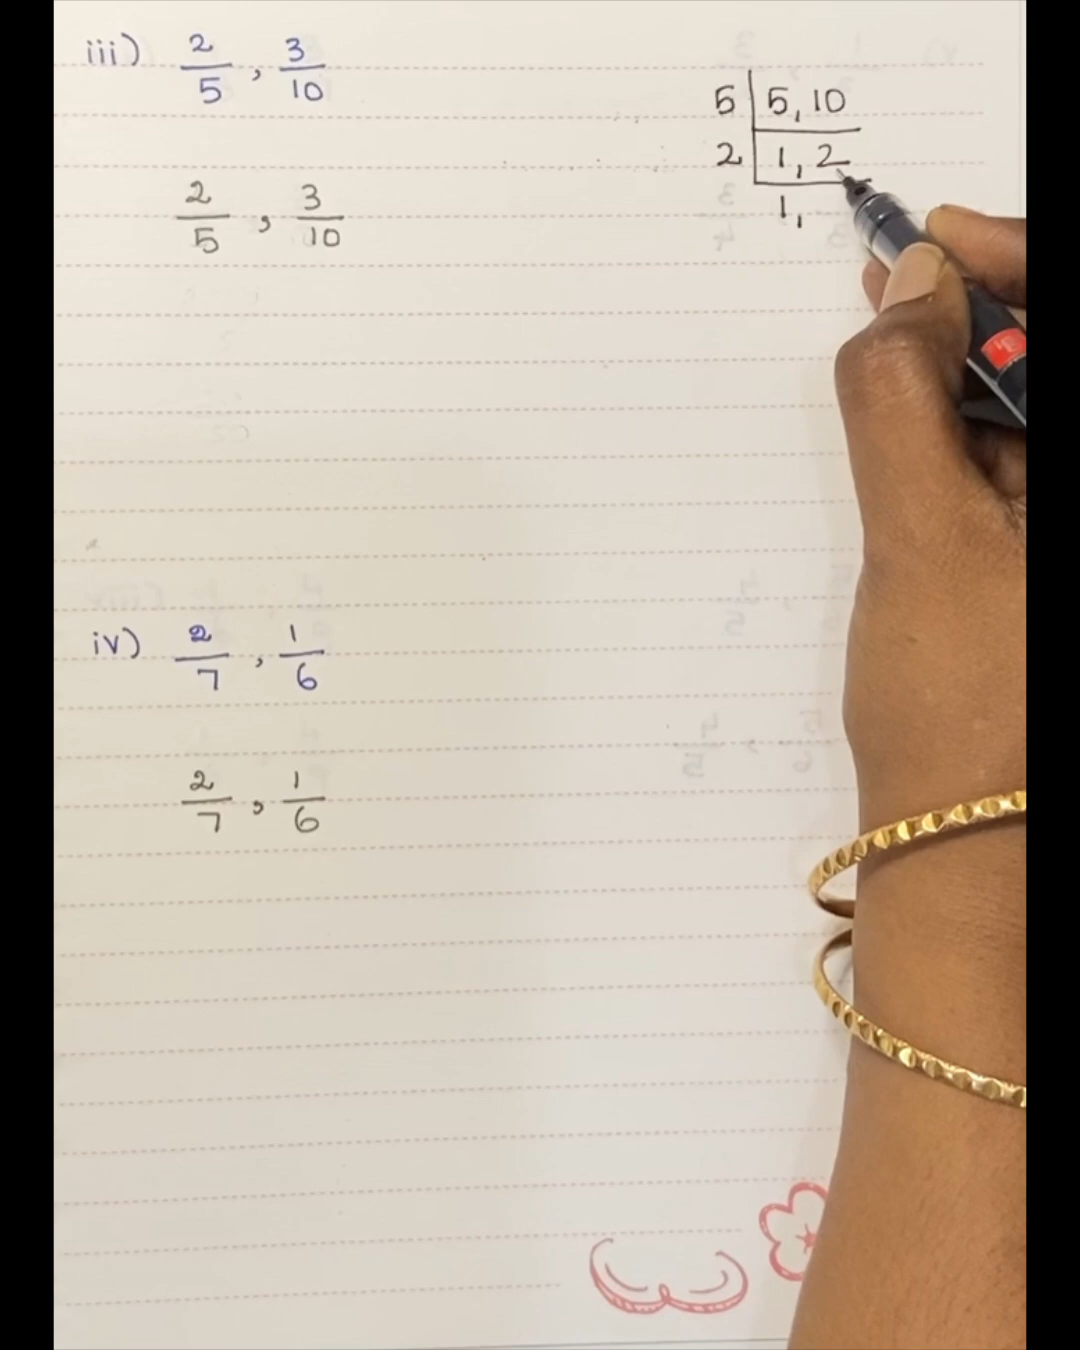 iii) 2/5 , 3/10
5 | 5, 10
2 | 1, 2
1,
2/5 , 3/10
iv) 2/7 , 1/6
2/7 , 1/6